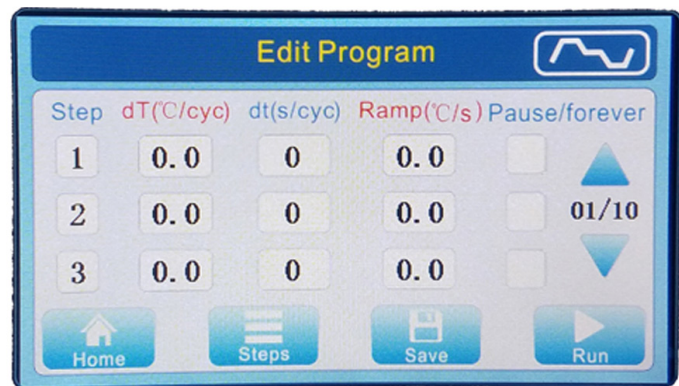 Edit Program
Step dT(℃/cyc) dt(s/cyc) Ramp(℃/s) Pause/forever
1 0.0 0 0.0
2 0.0 0 0.0 01/10
3 0.0 0 0.0
Home Steps Save Run